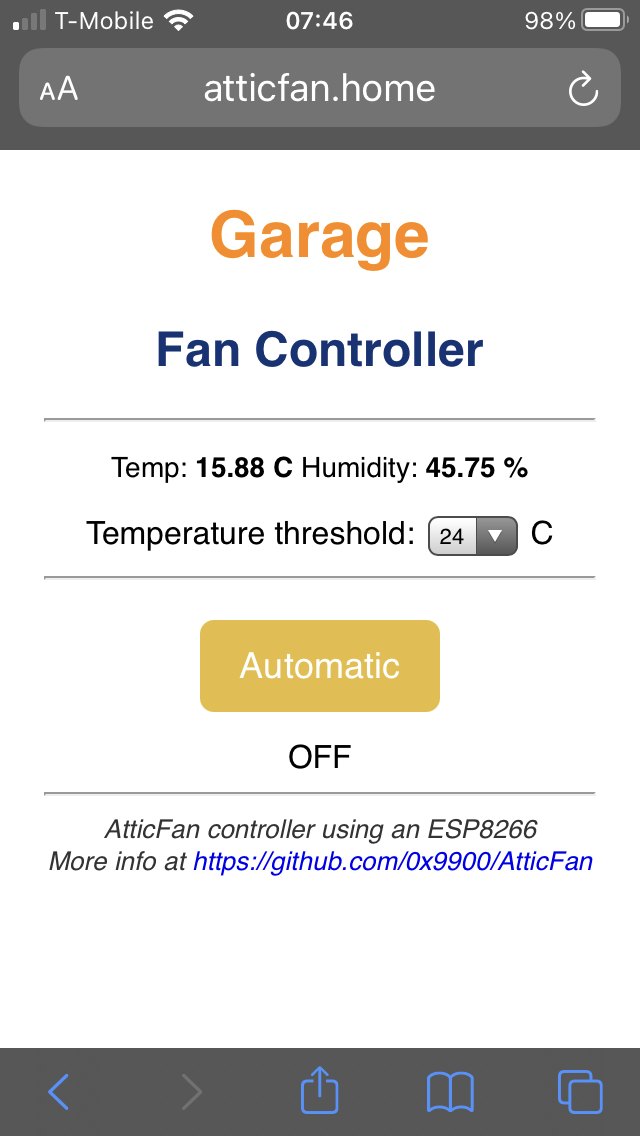 T-Mobile 07:46 98%
AA atticfan.home
Garage
Fan Controller
Temp: 15.88 C Humidity: 45.75 %
Temperature threshold: 24 C
Automatic
OFF
AtticFan controller using an ESP8266
More info at https://github.com/0x9900/AtticFan